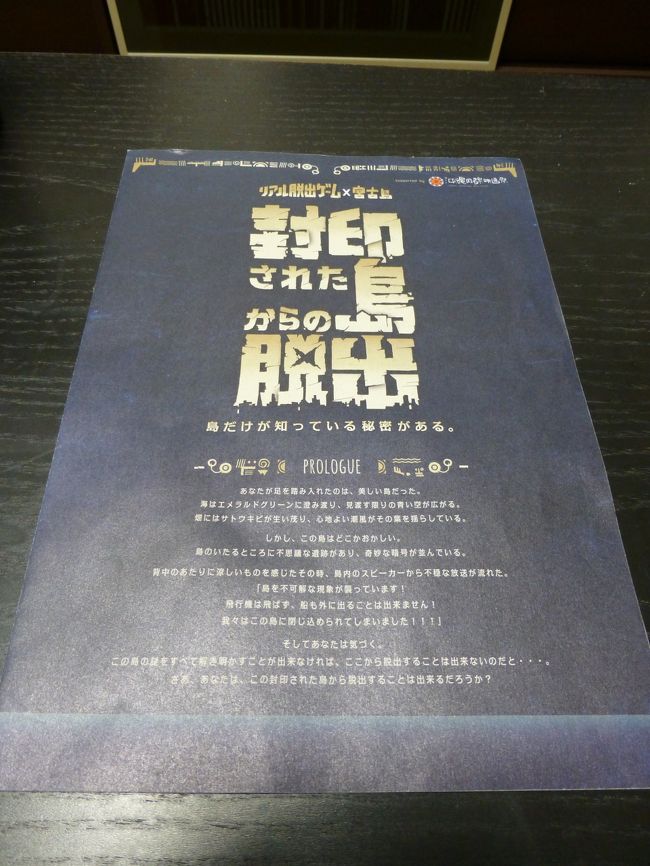 リアル脱出ゲーム×宮古島
封印
された島
からの
脱出
島だけが知っている秘密がある。
PROLOGUE
あなたが足を踏み入れたのは、美しい島だった。
海はエメラルドグリーンに澄み渡り、見渡す限りの青い空が広がる。
畑にはサトウキビが生い茂り、心地よい潮風がその葉を揺らしている。
しかし、この島はどこかおかしい。
島のいたるところに不思議な遺跡があり、奇妙な暗号が並んでいる。
背中のあたりに涼しいものを感じたその時、島内のスピーカーから不穏な放送が流れた。
「島を不可解な現象が襲っています！
飛行機は飛ばず、船も外に出ることは出来ません！
我々はこの島に閉じ込められてしまいました！！！」
そしてあなたは気づく。
この島の謎をすべて解き明かすことが出来なければ、ここから脱出することは出来ないのだと・・・。
さあ、あなたは、この封印された島から脱出することは出来るだろうか？